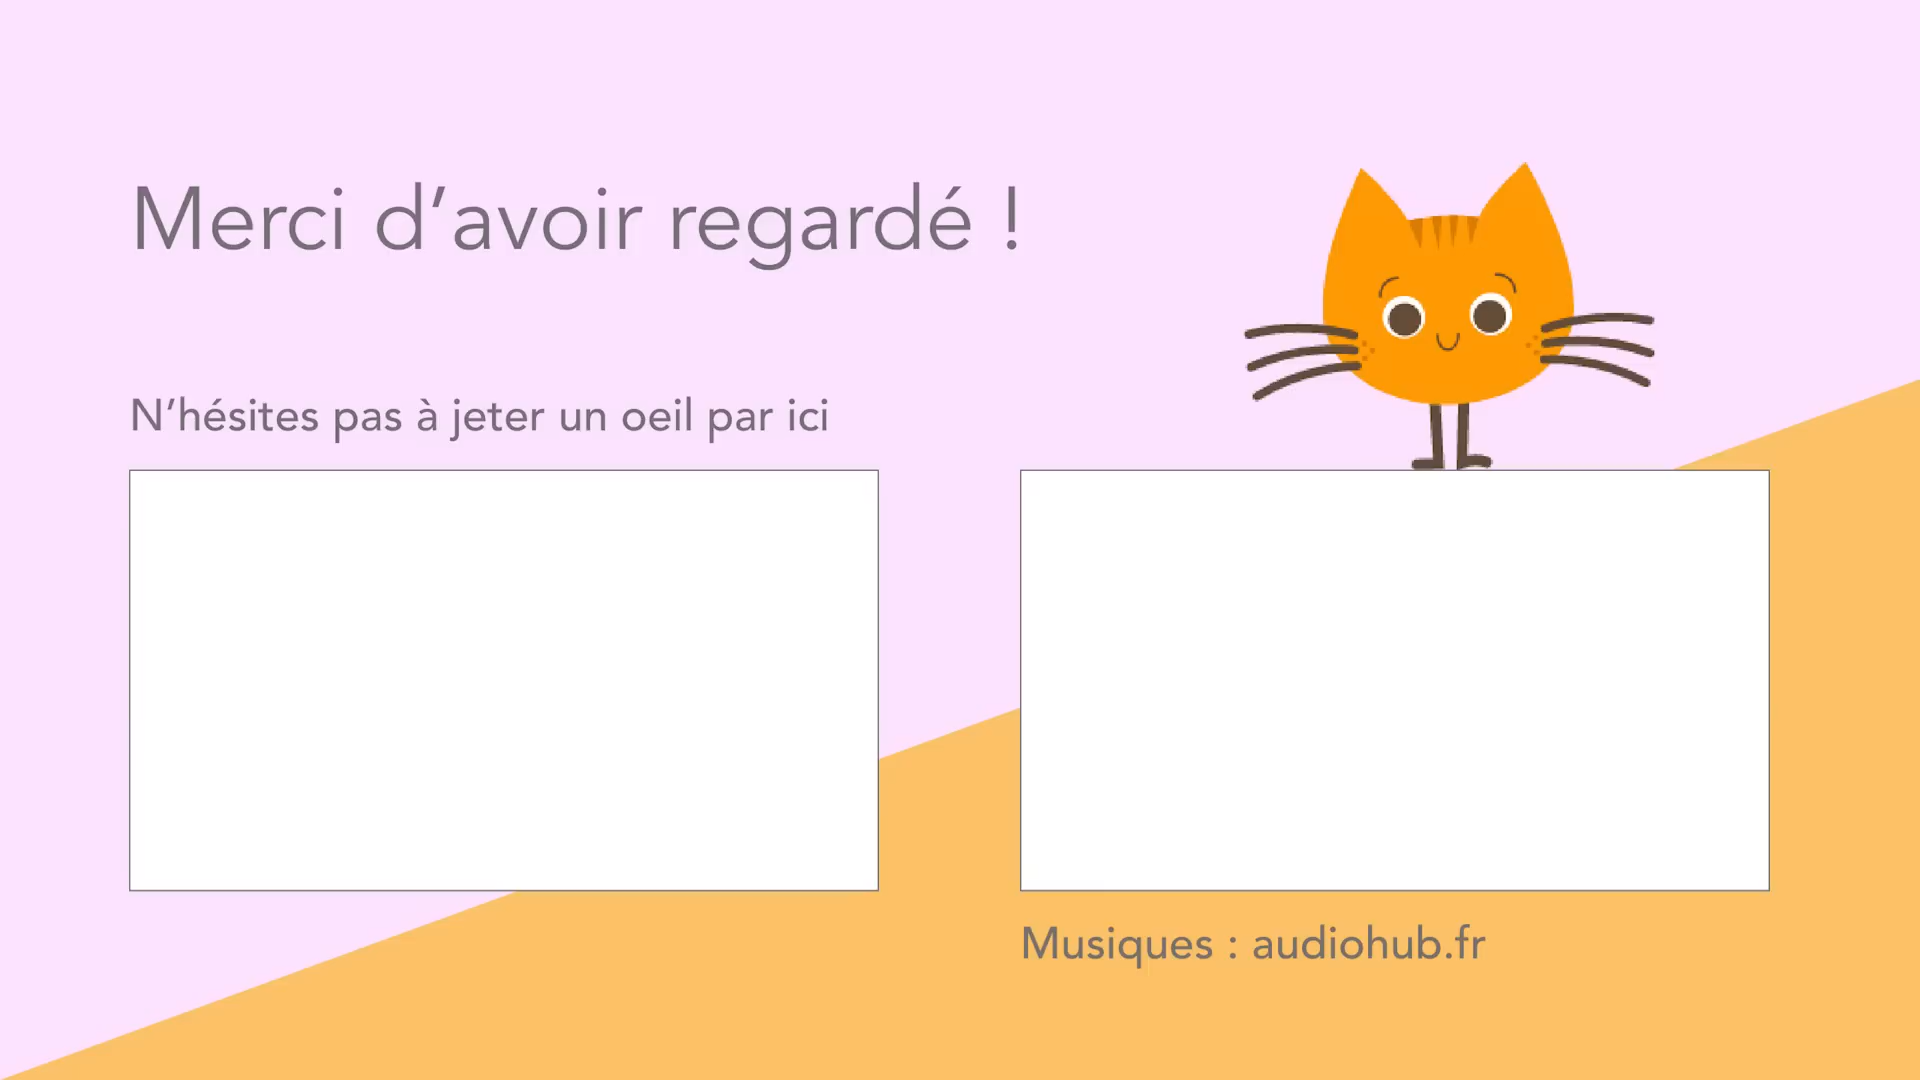 Merci d’avoir regardé !
N’hésites pas à jeter un oeil par ici
Musiques : audiohub.fr